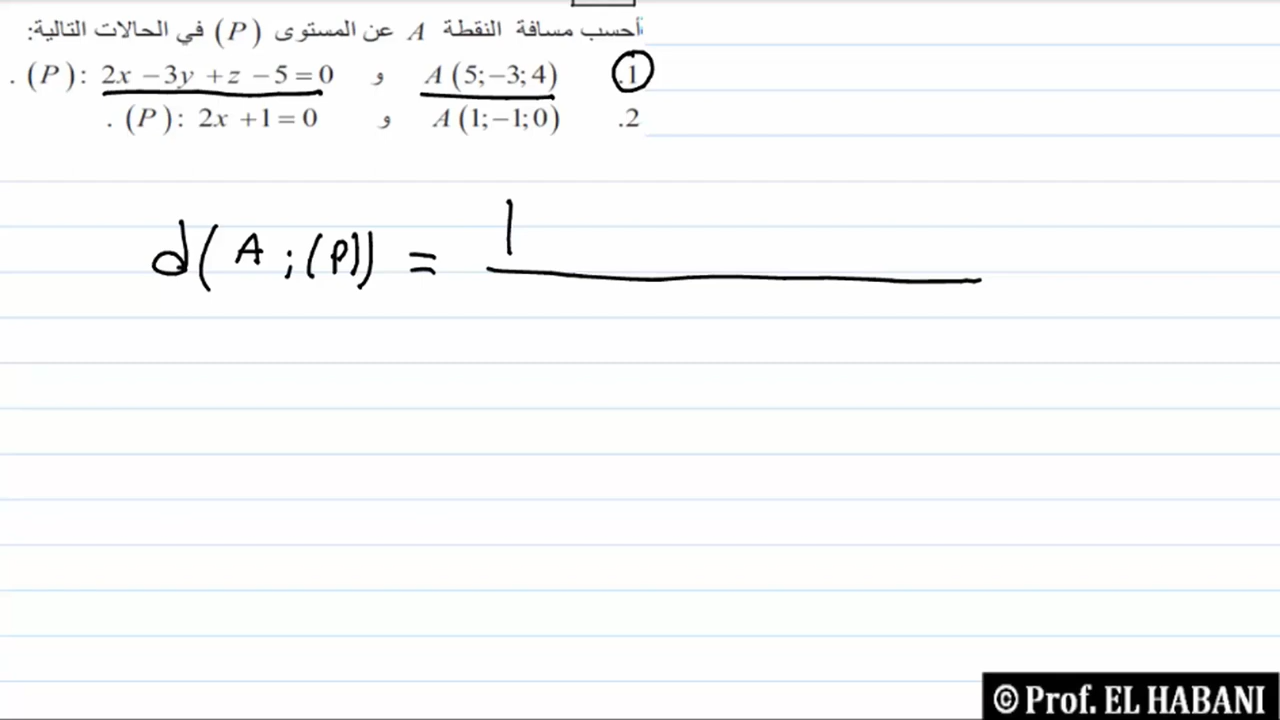 أحسب مسافة النقطة A عن المستوى (P) في الحالات التالية:
1. A(5;−3;4) و (P): 2x −3y +z −5 = 0 .
2. A(1;−1;0) و (P): 2x +1 = 0 .
d(A ; (P)) = |
© Prof. EL HABANI